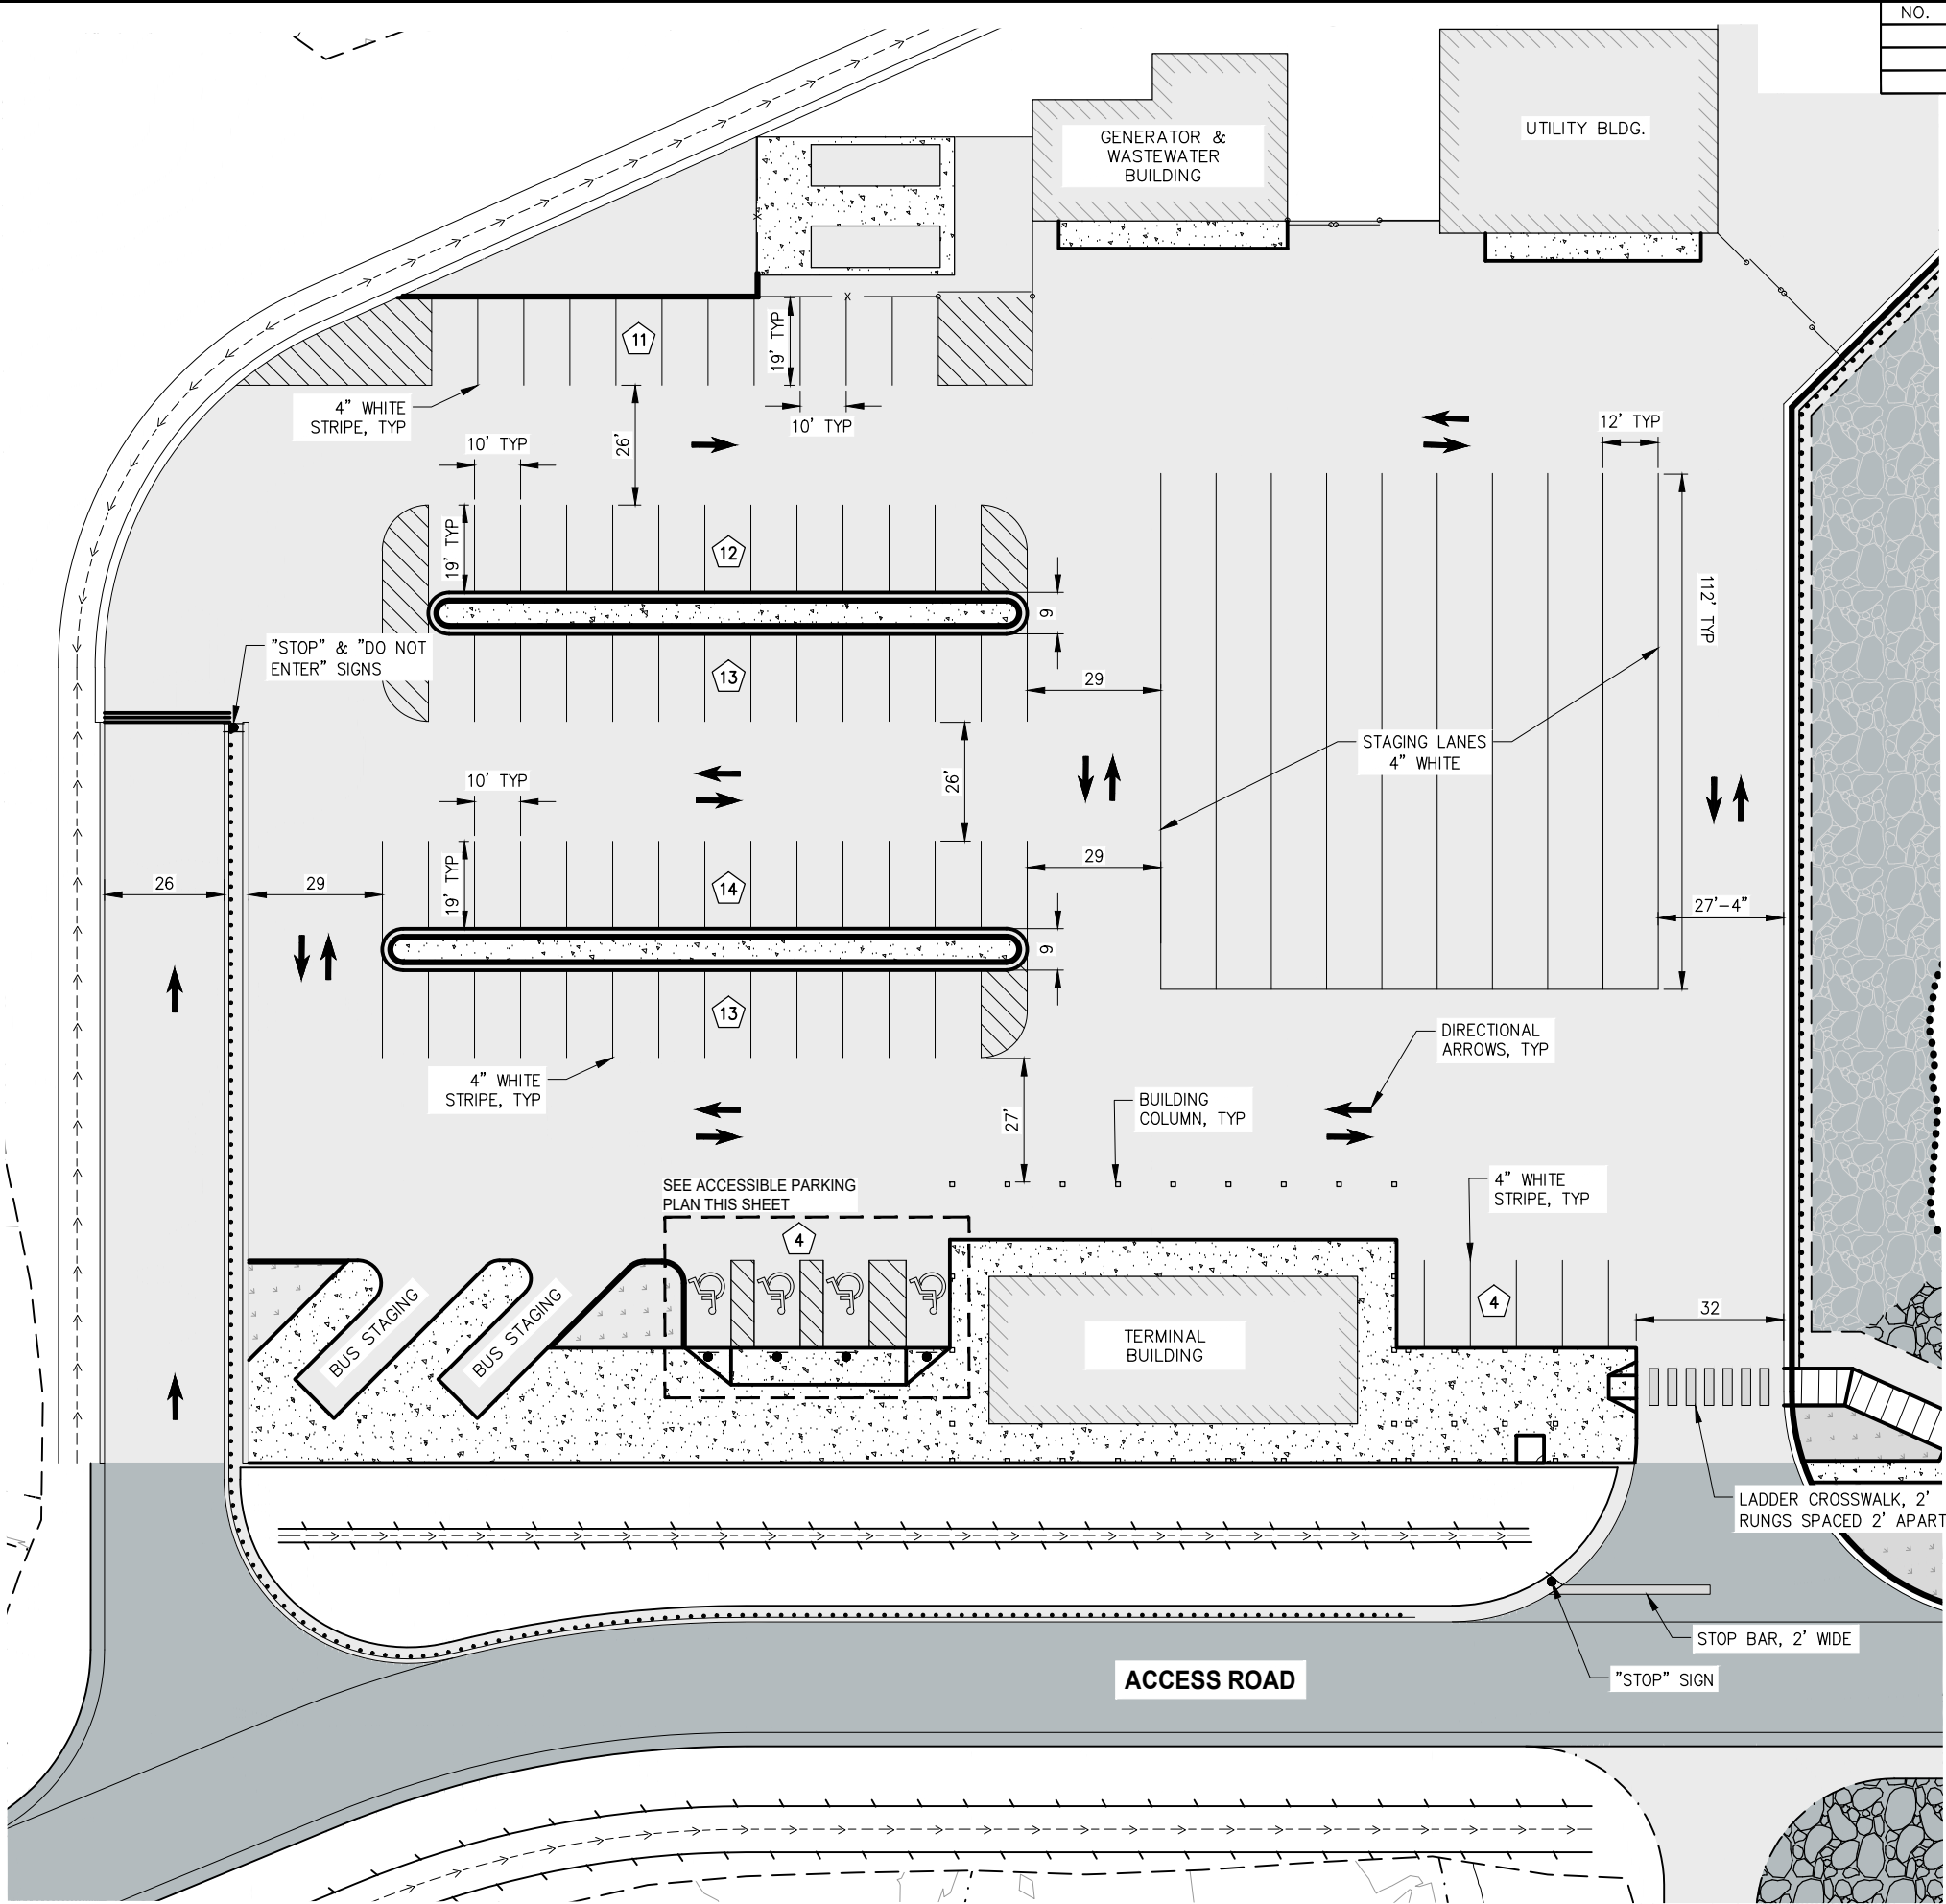 NO.
GENERATOR &
WASTEWATER
BUILDING
UTILITY BLDG.
11
19' TYP
4" WHITE
STRIPE, TYP
10' TYP
26'
10' TYP
12' TYP
19' TYP
12
9
112' TYP
"STOP" & "DO NOT
ENTER" SIGNS
13
29
STAGING LANES
4" WHITE
10' TYP
26'
19' TYP
14
29
26
29
27'-4"
9
13
DIRECTIONAL
ARROWS, TYP
4" WHITE
STRIPE, TYP
BUILDING
COLUMN, TYP
27'
SEE ACCESSIBLE PARKING
PLAN THIS SHEET
4" WHITE
STRIPE, TYP
4
BUS STAGING
BUS STAGING
4
32
TERMINAL
BUILDING
LADDER CROSSWALK, 2'
RUNGS SPACED 2' APART
STOP BAR, 2' WIDE
"STOP" SIGN
ACCESS ROAD